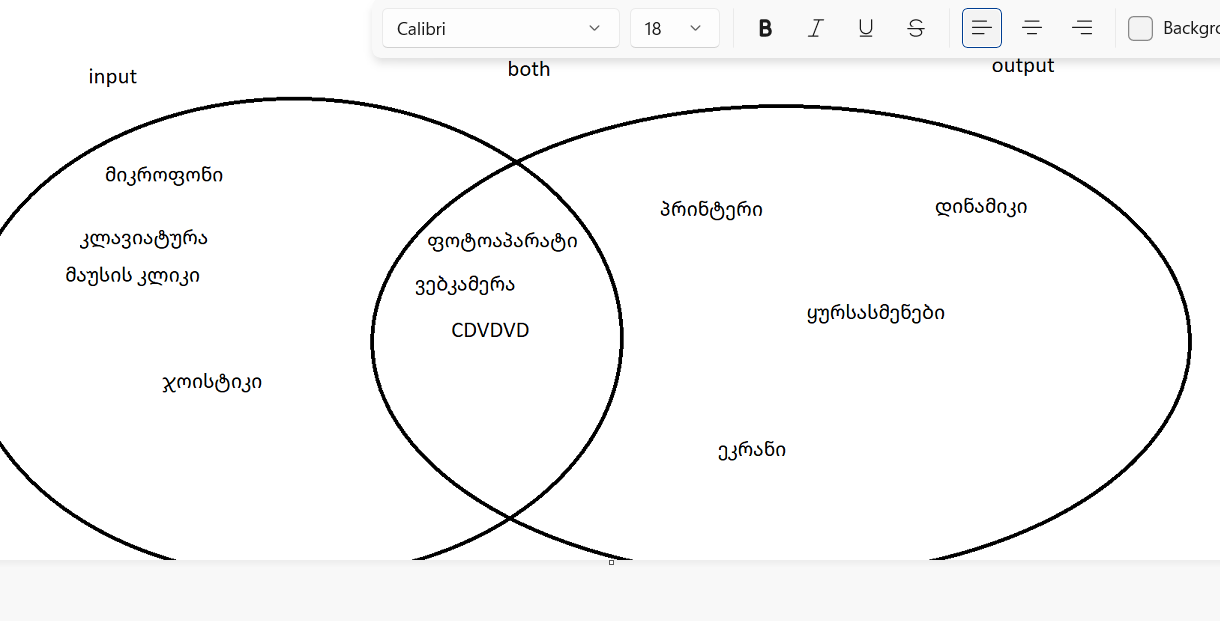 Calibri
18
B I U S
Backgro
input
both
output
მიკროფონი
კლავიატურა
მაუსის კლიკი
ჯოისტიკი
ფოტოაპარატი
ვებკამერა
CDVDVD
პრინტერი
დინამიკი
ყურსასმენები
ეკრანი